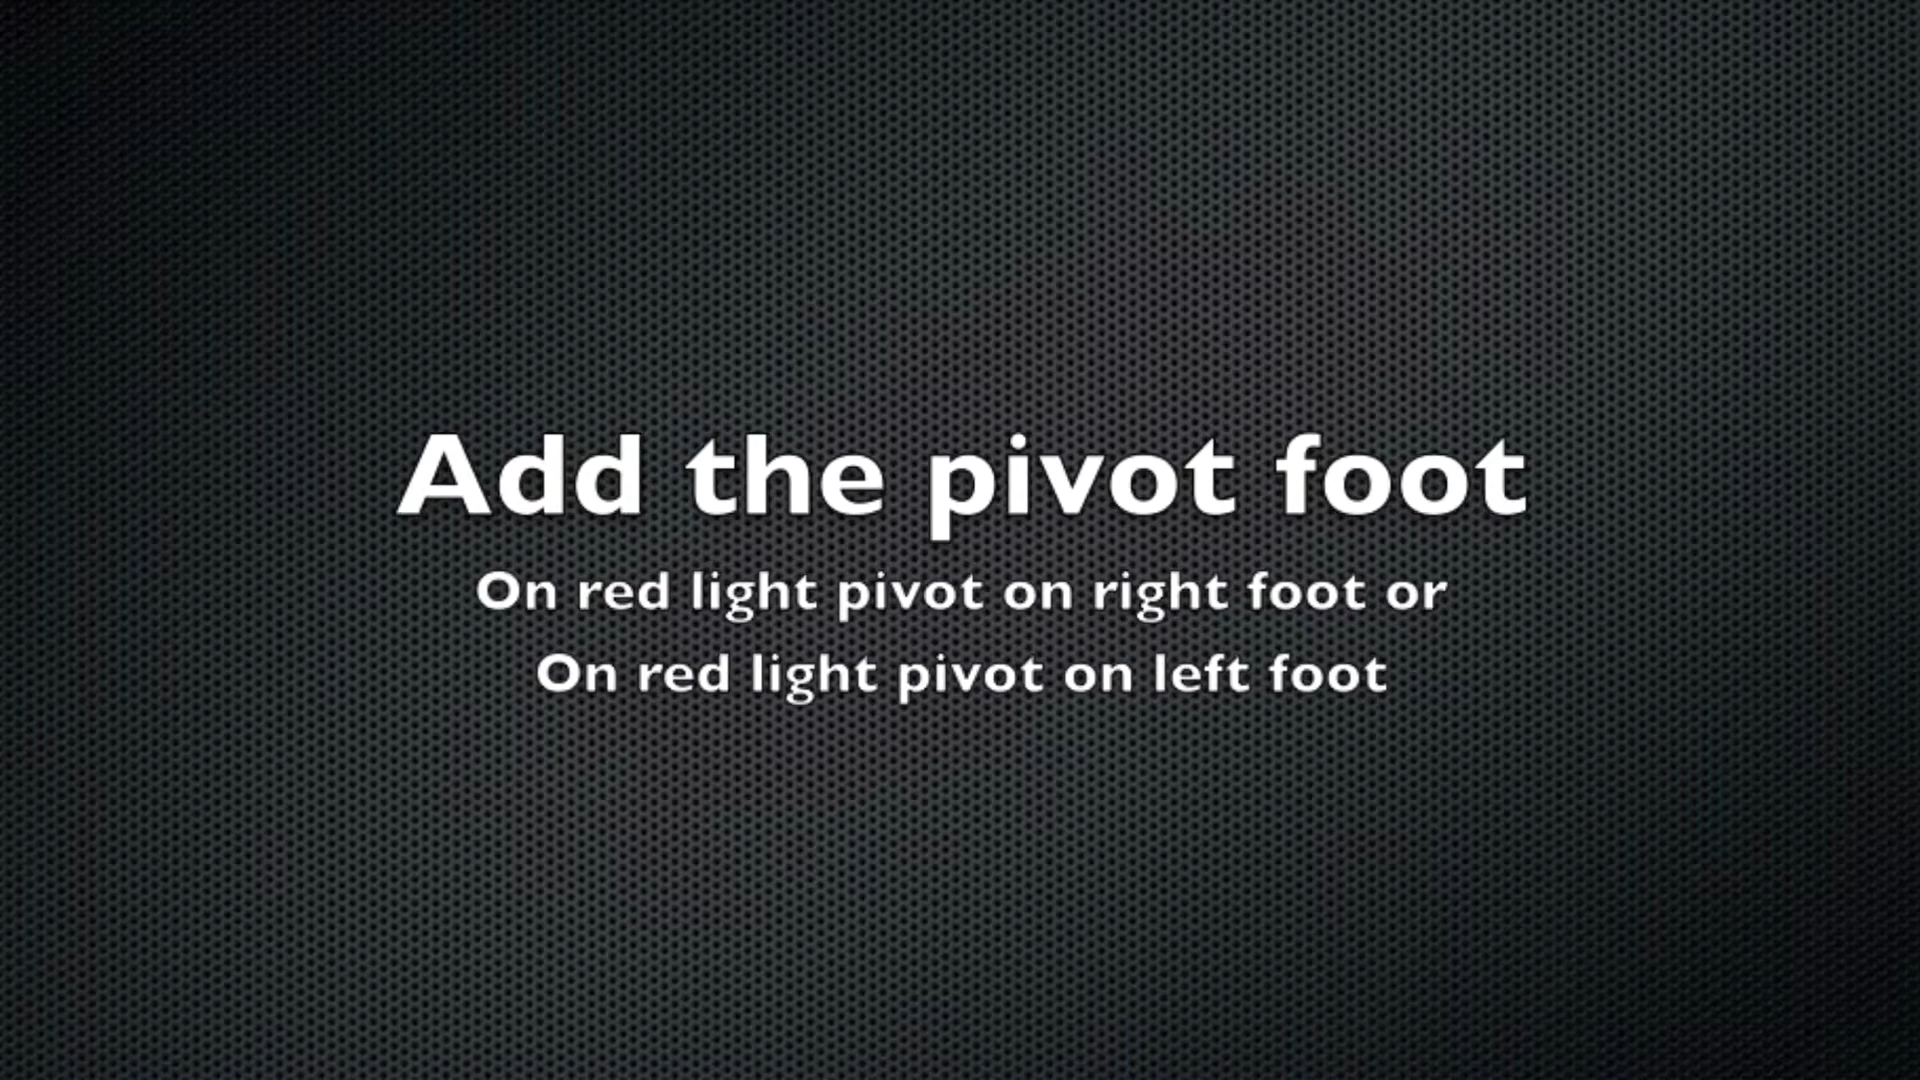 Add the pivot foot
On red light pivot on right foot or
On red light pivot on left foot